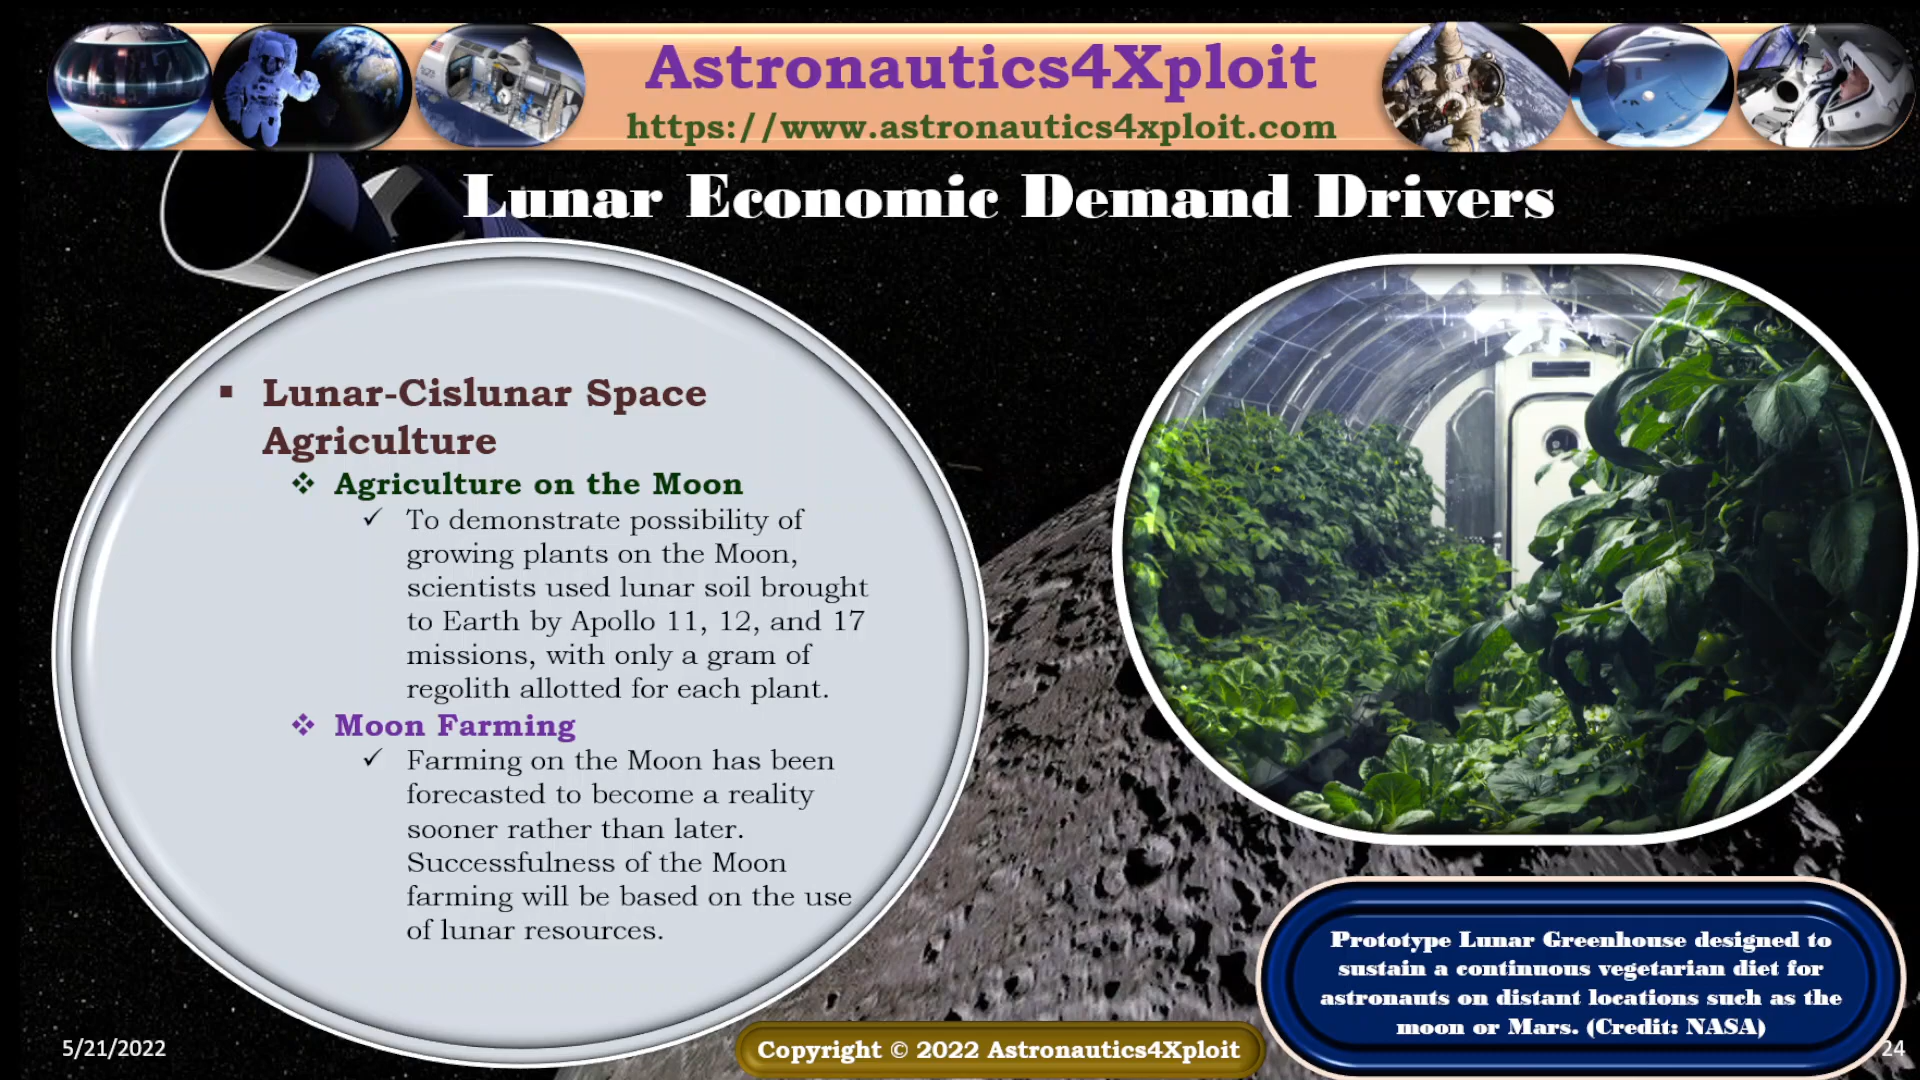 Astronautics4Xploit
https://www.astronautics4xploit.com
Lunar Economic Demand Drivers
▪ Lunar-Cislunar Space
Agriculture
❖ Agriculture on the Moon
✓ To demonstrate possibility of
growing plants on the Moon,
scientists used lunar soil brought
to Earth by Apollo 11, 12, and 17
missions, with only a gram of
regolith allotted for each plant.
❖ Moon Farming
✓ Farming on the Moon has been
forecasted to become a reality
sooner rather than later.
Successfulness of the Moon
farming will be based on the use
of lunar resources.
Prototype Lunar Greenhouse designed to
sustain a continuous vegetarian diet for
astronauts on distant locations such as the
moon or Mars. (Credit: NASA)
5/21/2022
Copyright © 2022 Astronautics4Xploit
24